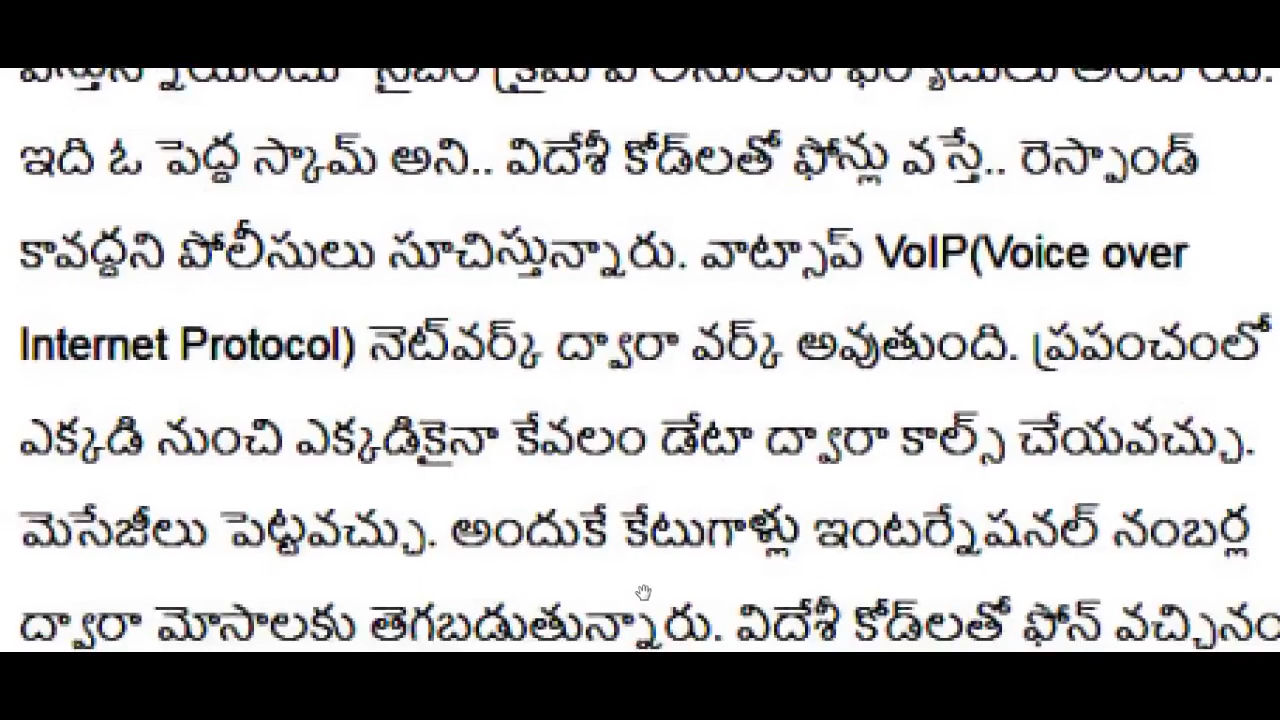 ఇది ఓ పెద్ద స్కామ్ అని.. విదేశీ కోడ్‌లతో ఫోన్లు వస్తే.. రెస్పాండ్
కావద్దని పోలీసులు సూచిస్తున్నారు. వాట్సాప్ VoIP(Voice over
Internet Protocol) నెట్‌వర్క్ ద్వారా వర్క్ అవుతుంది. ప్రపంచంలో
ఎక్కడి నుంచి ఎక్కడికైనా కేవలం డేటా ద్వారా కాల్స్ చేయవచ్చు.
మెసేజీలు పెట్టవచ్చు. అందుకే కేటుగాళ్లు ఇంటర్నేషనల్ నంబర్ల
ద్వారా మోసాలకు తెగబడుతున్నారు. విదేశీ కోడ్‌లతో ఫోన్ వచ్చినం